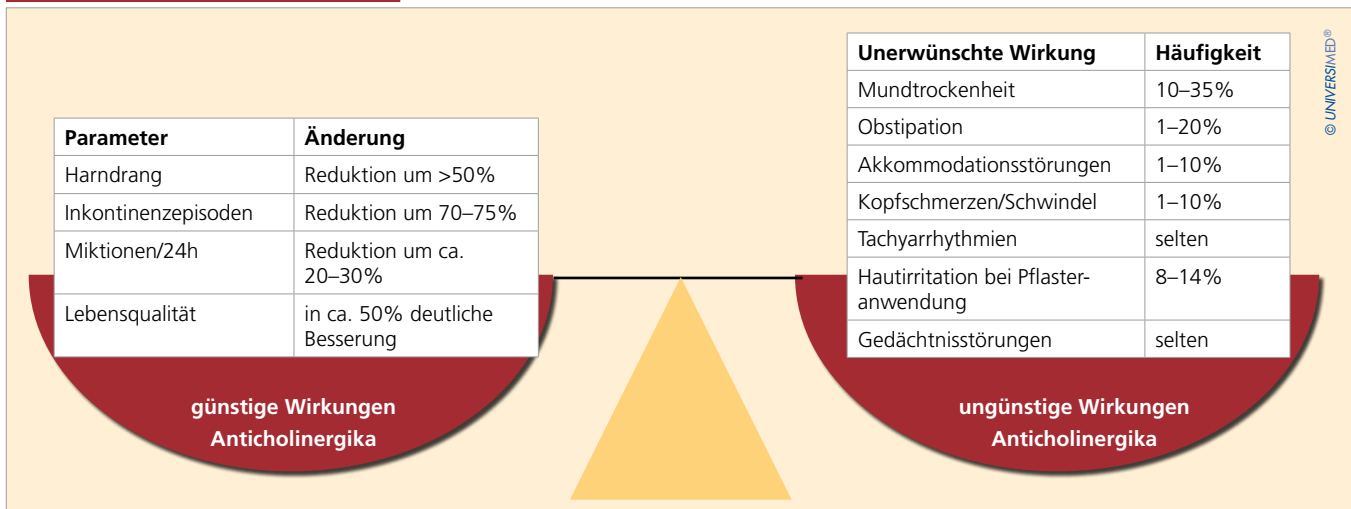 Parameter Änderung
Harndrang Reduktion um >50%
Inkontinenzepisoden Reduktion um 70–75%
Miktionen/24h Reduktion um ca.
20–30%
Lebensqualität in ca. 50% deutliche
Besserung
günstige Wirkungen
Anticholinergika
Unerwünschte Wirkung Häufigkeit
Mundtrockenheit 10–35%
Obstipation 1–20%
Akkommodationsstörungen 1–10%
Kopfschmerzen/Schwindel 1–10%
Tachyarrhythmien selten
Hautirritation bei Pflaster- 8–14%
anwendung
Gedächtnisstörungen selten
ungünstige Wirkungen
Anticholinergika
© UNIVERSIMED®